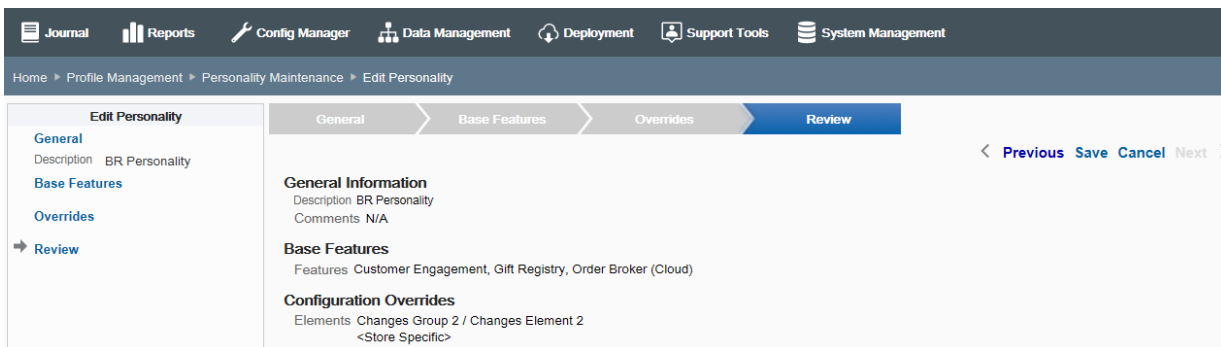 Journal Reports Config Manager Data Management Deployment Support Tools System Management
Home Profile Management Personality Maintenance Edit Personality
Edit Personality
General
Description BR Personality
Base Features
Overrides
Review
General Base Features Overrides Review
Previous Save Cancel Next
General Information
Description BR Personality
Comments N/A
Base Features
Features Customer Engagement, Gift Registry, Order Broker (Cloud)
Configuration Overrides
Elements Changes Group 2 / Changes Element 2
<Store Specific>